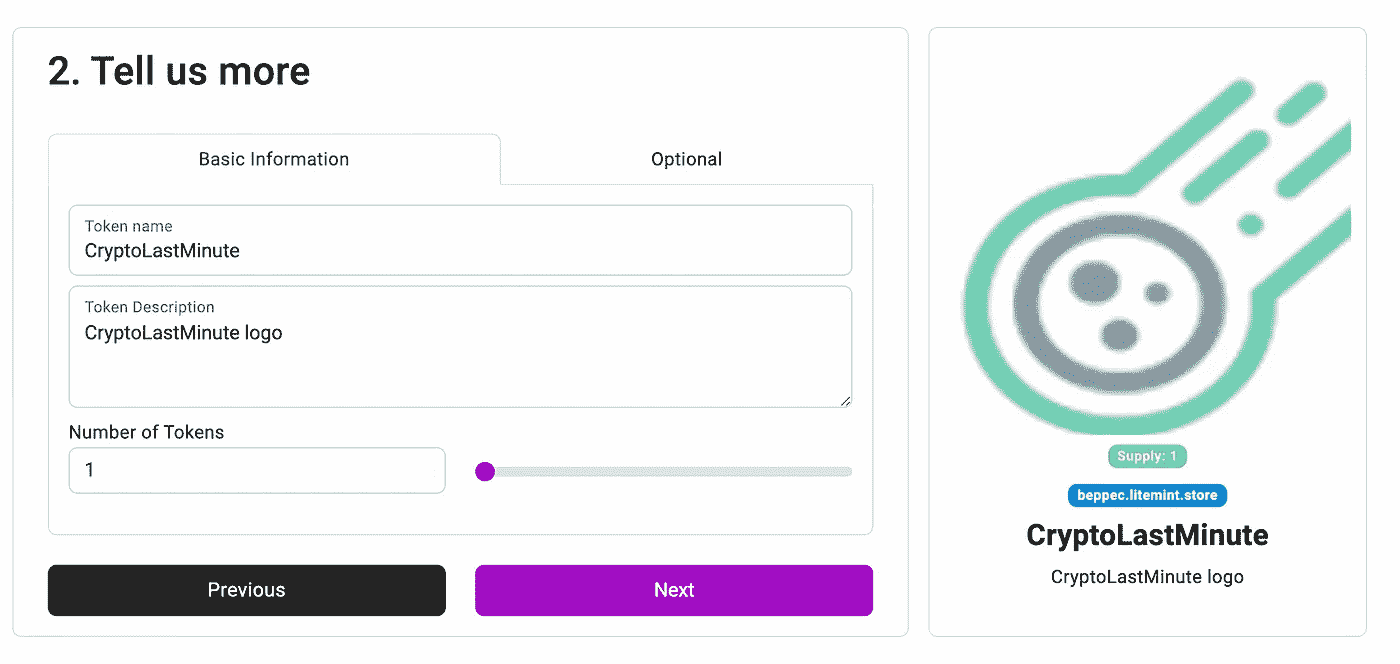 2. Tell us more
Basic Information
Optional
Token name
CryptoLastMinute
Token Description
CryptoLastMinute logo
Number of Tokens
1
Previous
Next
Supply: 1
beppec.litemint.store
CryptoLastMinute
CryptoLastMinute logo